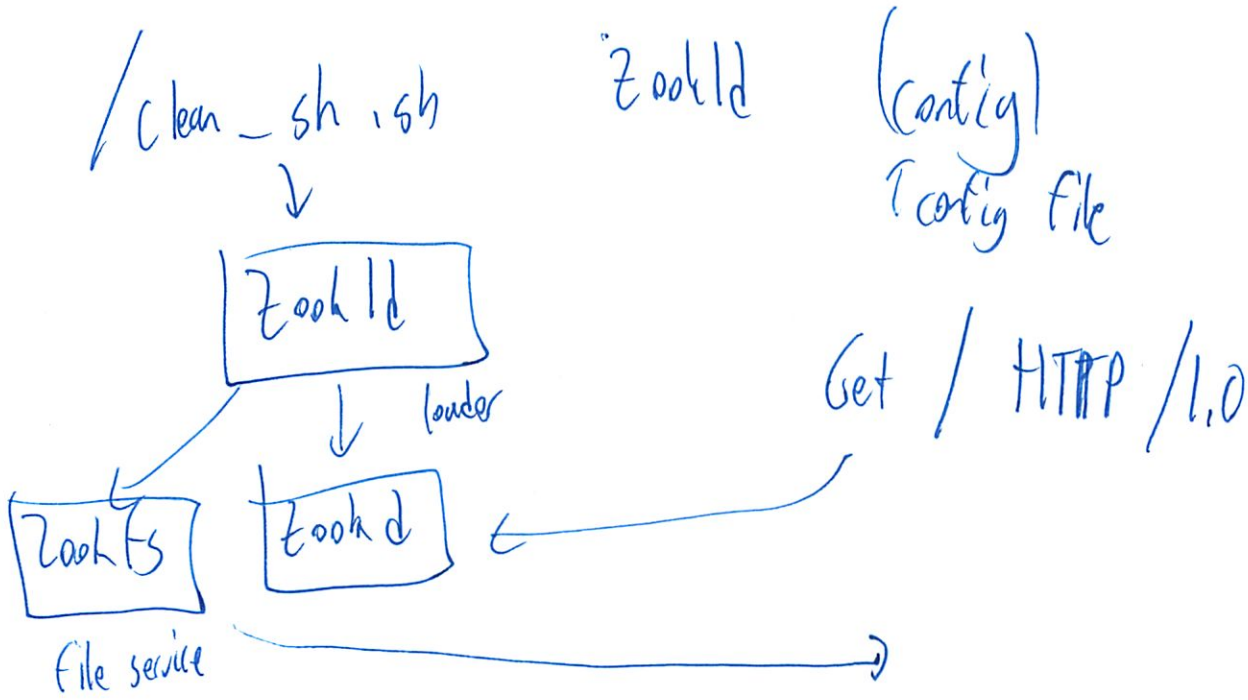 /clean_sh.sh Zookld (config)
↑ config file
Zookld
loader
Get / HTTP /1.0
Zookfs
Zookd
file service